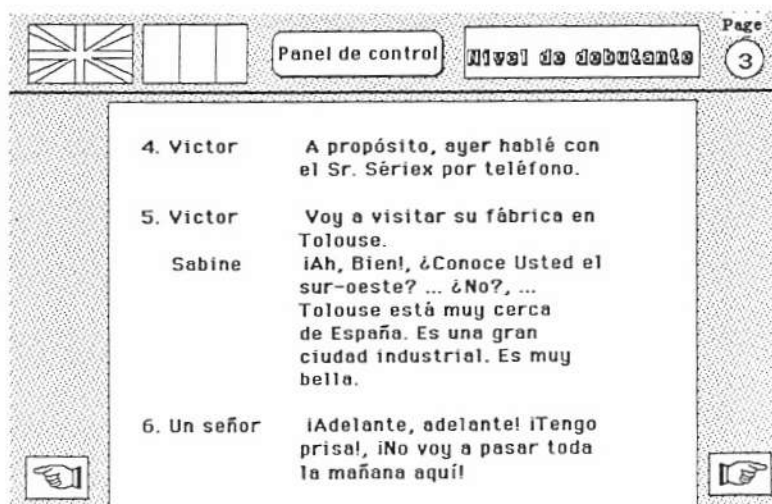 Page
Panel de control
Nivel de debutante
3
4. Victor A propósito, ayer hablé con
el Sr. Sériex por teléfono.
5. Victor Voy a visitar su fábrica en
Tolouse.
Sabine ¡Ah, Bien!, ¿Conoce Usted el
sur-oeste? ... ¿No?, ...
Tolouse está muy cerca
de España. Es una gran
ciudad industrial. Es muy
bella.
6. Un señor ¡Adelante, adelante! ¡Tengo
prisa!, ¡No voy a pasar toda
la mañana aquí!